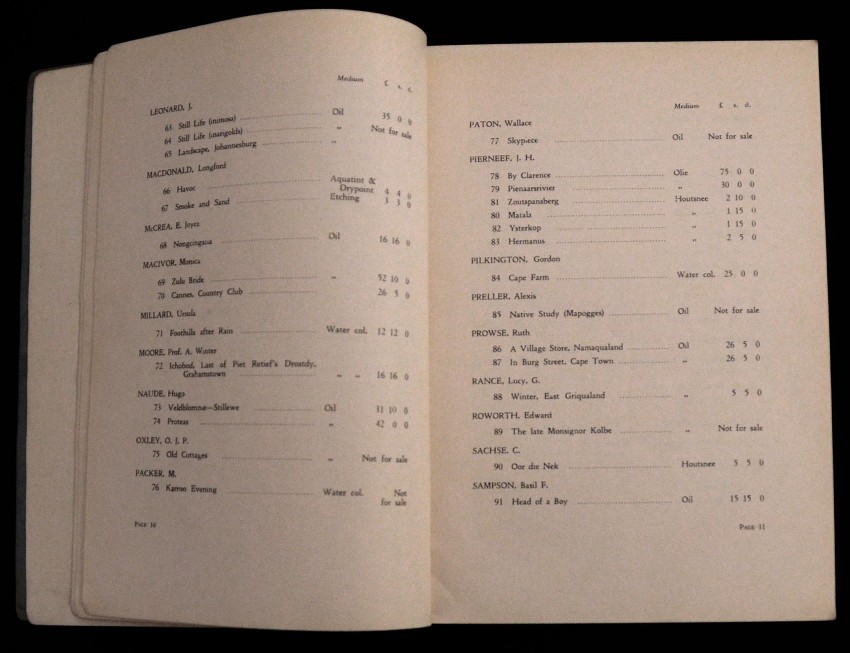 Medium £ s. d.
LEONARD, J.
63 Still Life (mimosa) Oil 35 0 0
64 Still Life (marigolds) „ Not for sale
65 Landscape, Johannesburg „
MACDONALD, Longford
66 Havoc Aquatint & Drypoint 4 4 0
67 Smoke and Sand Etching 3 3 0
McCREA, E. Joyce
68 Nongcingana Oil 16 16 0
MACIVOR, Monica
69 Zulu Bride „ 52 10 0
70 Cannes, Country Club 26 5 0
MILLARD, Ursula
71 Foothills after Rain Water col. 12 12 0
MOORE, Prof. A. Winter
72 Ichobod, Last of Piet Retief's Drostdy,
Grahamstown „ „ 16 16 0
NAUDE, Hugo
73 Veldblomme—Stillewe Oil 31 10 0
74 Proteas „ 42 0 0
OXLEY, O. J. P.
75 Old Cottages „ Not for sale
PACKER, M.
76 Karroo Evening Water col. Not
for sale
PAGE 10
Medium £ s. d.
PATON, Wallace
77 Skypiece Oil Not for sale
PIERNEEF, J. H.
78 By Clarence Olie 75 0 0
79 Pienaarsrivier „ 30 0 0
81 Zoutspansberg Houtsnee 2 10 0
80 Matala „ 1 15 0
82 Ysterkop „ 1 15 0
83 Hermanus „ 2 5 0
PILKINGTON, Gordon
84 Cape Farm Water col. 25 0 0
PRELLER, Alexis
85 Native Study (Mapogges) Oil Not for sale
PROWSE, Ruth
86 A Village Store, Namaqualand Oil 26 5 0
87 In Burg Street, Cape Town „ 26 5 0
RANCE, Lucy, G.
88 Winter, East Griqualand „ 5 5 0
ROWORTH, Edward
89 The late Monsignor Kolbe „ Not for sale
SACHSE, C.
90 Oor die Nek Houtsnee 5 5 0
SAMPSON, Basil F.
91 Head of a Boy Oil 15 15 0
PAGE 11